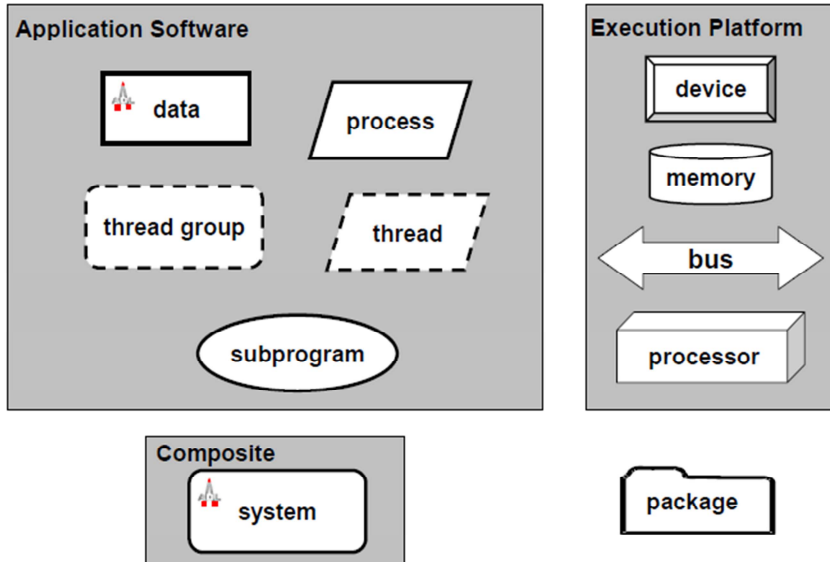 Application Software
data
process
thread group
thread
subprogram
Execution Platform
device
memory
bus
processor
Composite
system
package